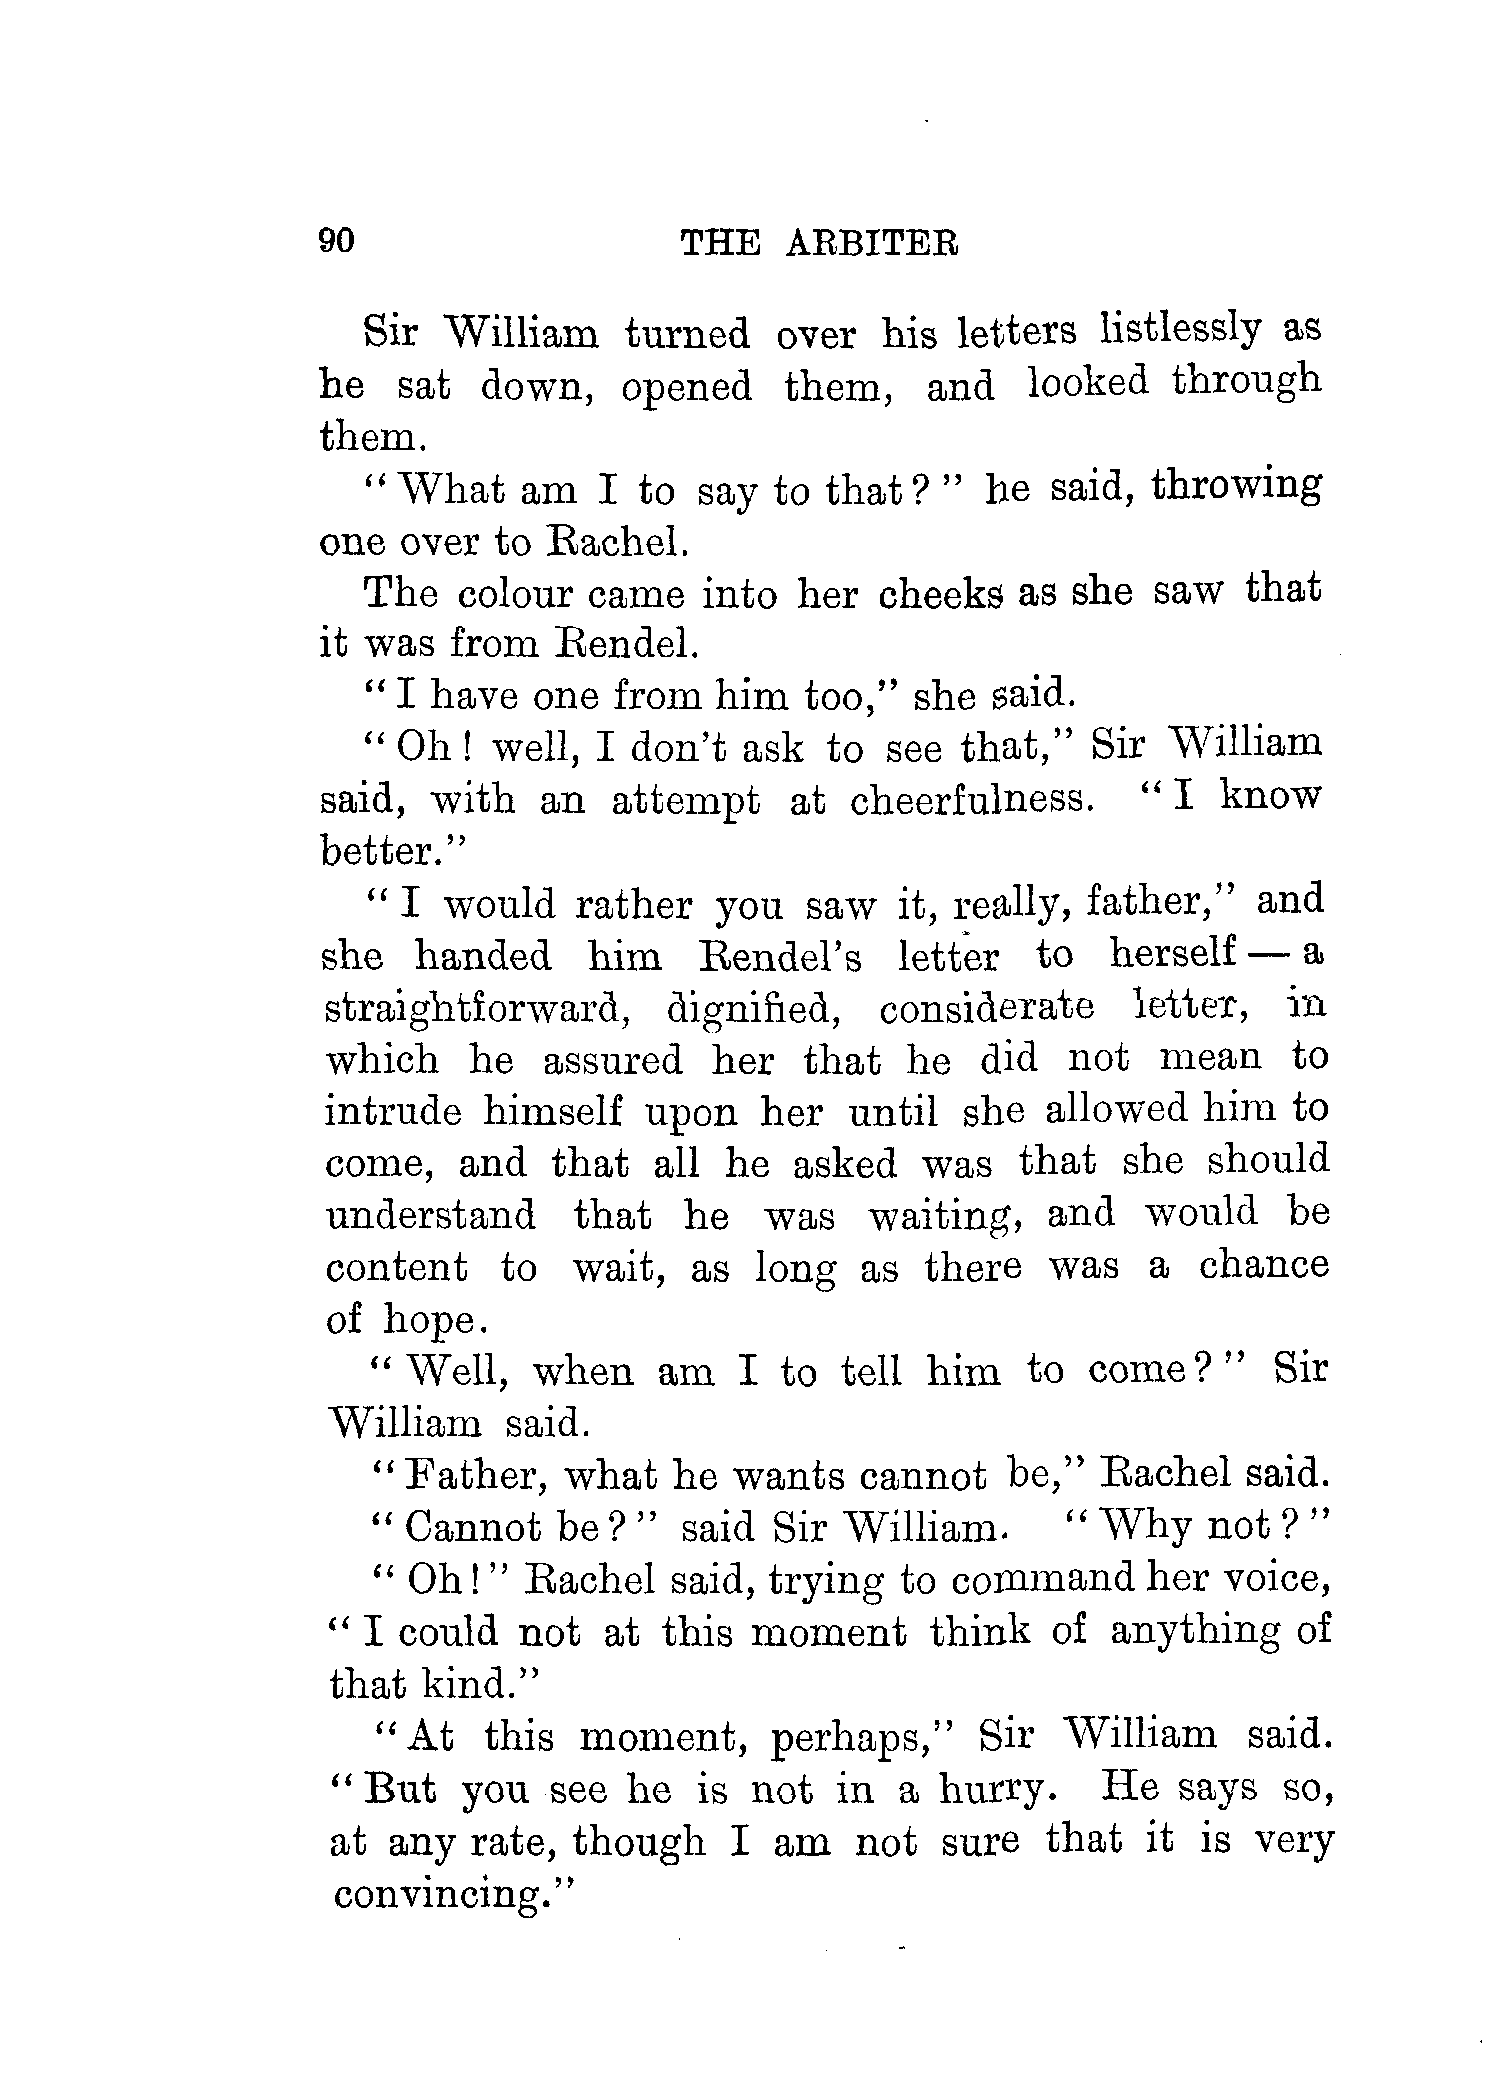 90 THE ARBITER
Sir William turned over his letters listlessly as
he sat down, opened them, and looked through
them.
“What am I to say to that?” he said, throwing
one over to Rachel.
The colour came into her cheeks as she saw that
it was from Rendel.
“I have one from him too,” she said.
“Oh! well, I don’t ask to see that,” Sir William
said, with an attempt at cheerfulness. “I know
better.”
“I would rather you saw it, really, father,” and
she handed him Rendel’s letter to herself — a
straightforward, dignified, considerate letter, in
which he assured her that he did not mean to
intrude himself upon her until she allowed him to
come, and that all he asked was that she should
understand that he was waiting, and would be
content to wait, as long as there was a chance
of hope.
“Well, when am I to tell him to come?” Sir
William said.
“Father, what he wants cannot be,” Rachel said.
“Cannot be?” said Sir William. “Why not?”
“Oh!” Rachel said, trying to command her voice,
“I could not at this moment think of anything of
that kind.”
“At this moment, perhaps,” Sir William said.
“But you see he is not in a hurry. He says so,
at any rate, though I am not sure that it is very
convincing.”